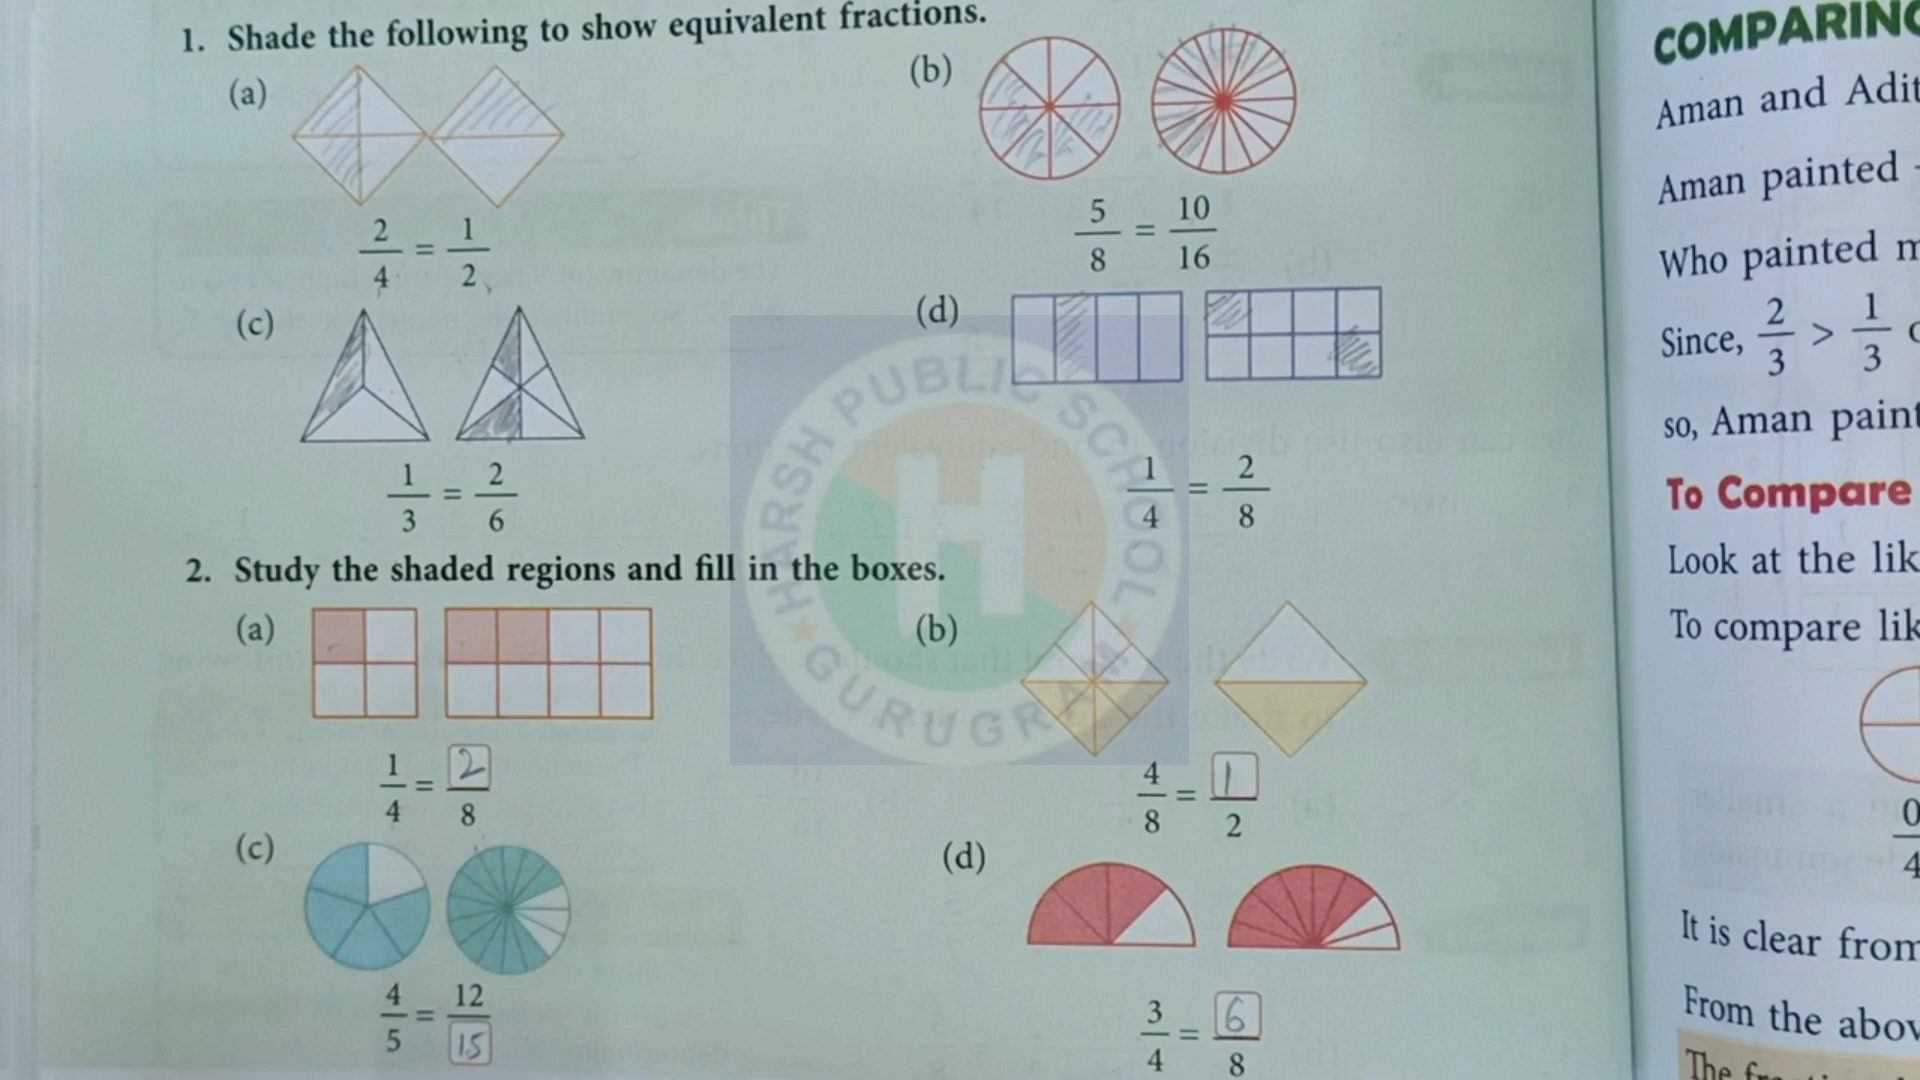 1. Shade the following to show equivalent fractions.
(a)
(b)
2/4 = 1/2
5/8 = 10/16
(c)
(d)
1/3 = 2/6
1/4 = 2/8
2. Study the shaded regions and fill in the boxes.
(a)
(b)
1/4 = 2/8
4/8 = 1/2
(c)
(d)
4/5 = 12/15
3/4 = 6/8
HARSH PUBLIC SCHOOL
H
GURUGRAM
COMPARING
Aman and Adit
Aman painted
Who painted
Since, 2/3 > 1/3
so, Aman paint
To Compare
Look at the lik
To compare lik
0/4
It is clear from
From the abov
The